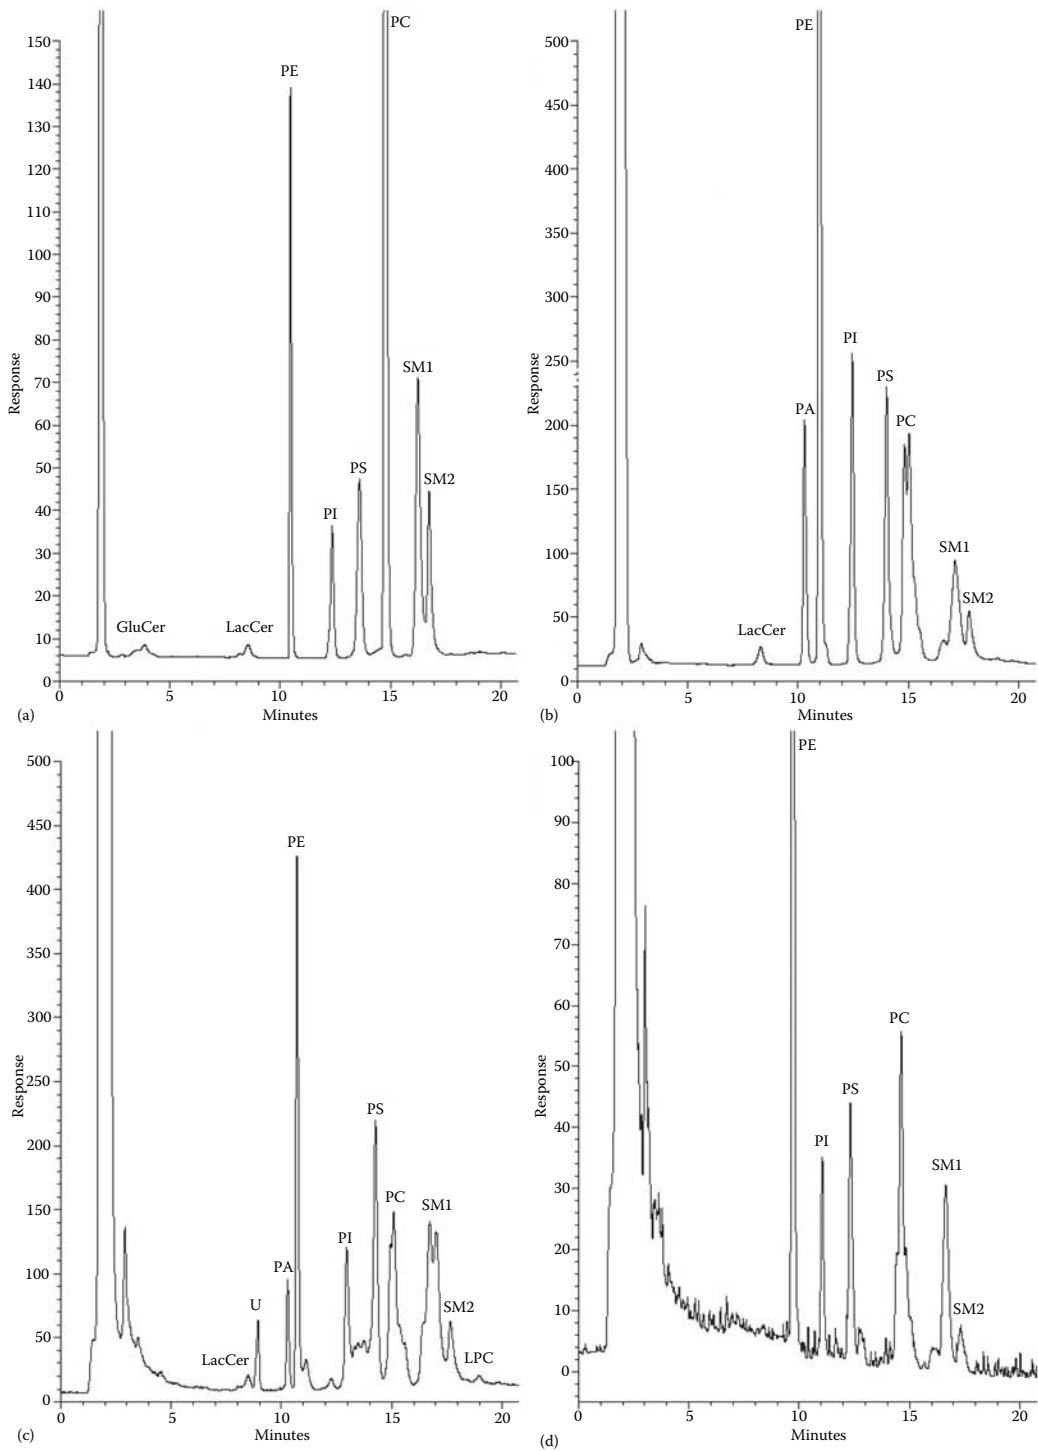 PC
150
140
130
120
110
100
90
80
70
60
50
40
30
20
10
0
Response
PE
SM1
PS
SM2
PI
GluCer
LacCer
0 5 10 15 20
Minutes
(a)
PE
500
450
400
350
300
250
200
150
100
50
0
Response
PI
PS
PA
PC
SM1
SM2
LacCer
0 5 10 15 20
Minutes
(b)
500
450
400
350
300
250
200
150
100
50
0
Response
PE
PS
PC
SM1
PI
PA
U
SM2
LacCer
LPC
0 5 10 15 20
Minutes
(c)
PE
100
90
80
70
60
50
40
30
20
10
0
Response
PC
PS
PI
SM1
SM2
0 5 10 15 20
Minutes
(d)